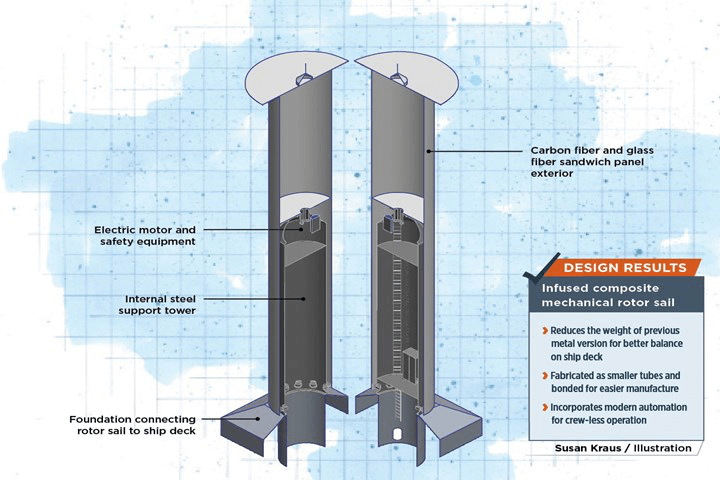 Carbon fiber and glass
fiber sandwich panel
exterior
Electric motor and
safety equipment
Internal steel
support tower
Foundation connecting
rotor sail to ship deck
DESIGN RESULTS
Infused composite
mechanical rotor sail
Reduces the weight of previous
metal version for better balance
on ship deck
Fabricated as smaller tubes and
bonded for easier manufacture
Incorporates modern automation
for crew-less operation
Susan Kraus / Illustration